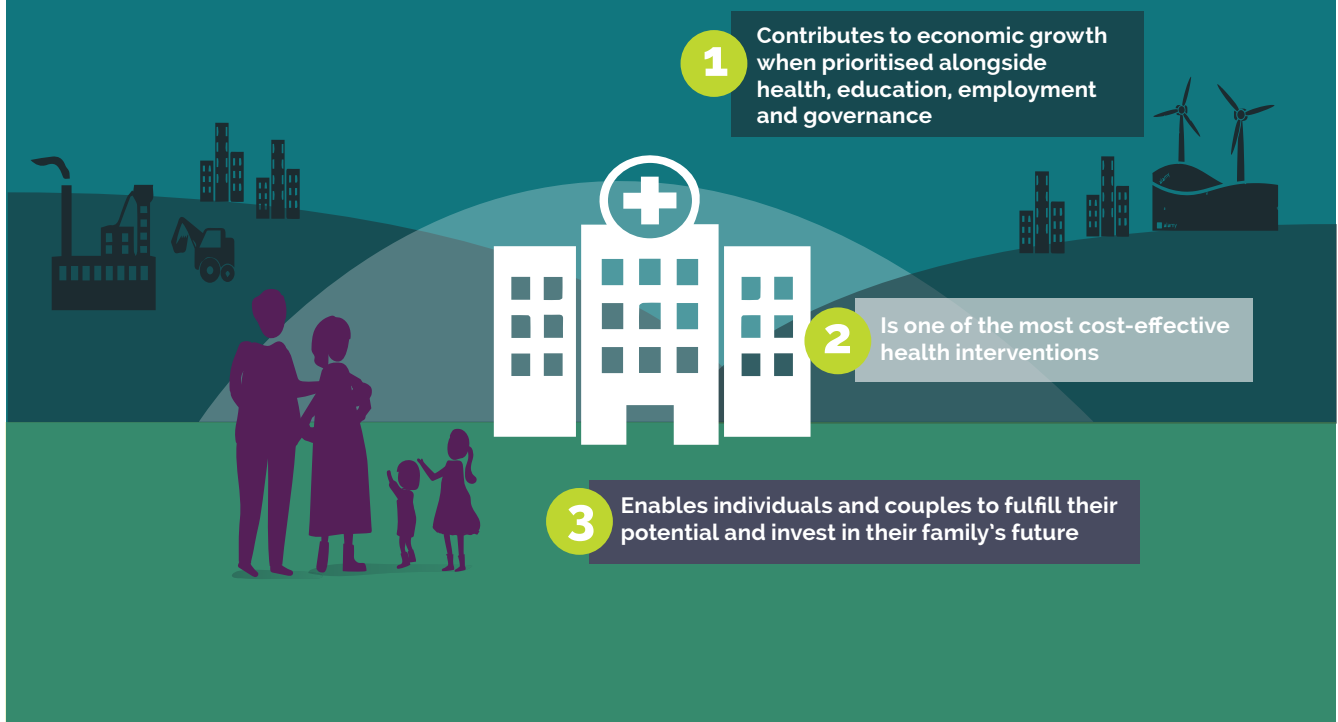 1
Contributes to economic growth
when prioritised alongside
health, education, employment
and governance
2
Is one of the most cost-effective
health interventions
3
Enables individuals and couples to fulfill their
potential and invest in their family's future